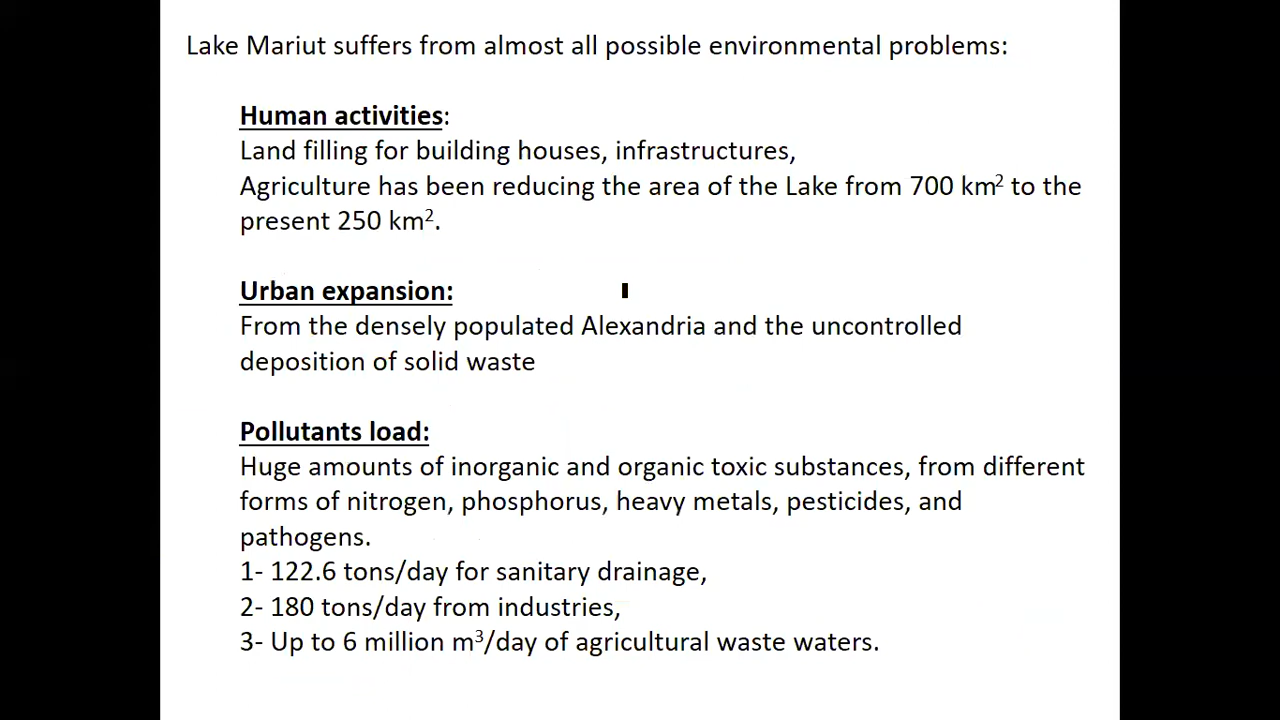 Lake Mariut suffers from almost all possible environmental problems:
Human activities:
Land filling for building houses, infrastructures,
Agriculture has been reducing the area of the Lake from 700 km² to the
present 250 km².
Urban expansion:
From the densely populated Alexandria and the uncontrolled
deposition of solid waste
Pollutants load:
Huge amounts of inorganic and organic toxic substances, from different
forms of nitrogen, phosphorus, heavy metals, pesticides, and
pathogens.
1- 122.6 tons/day for sanitary drainage,
2- 180 tons/day from industries,
3- Up to 6 million m³/day of agricultural waste waters.